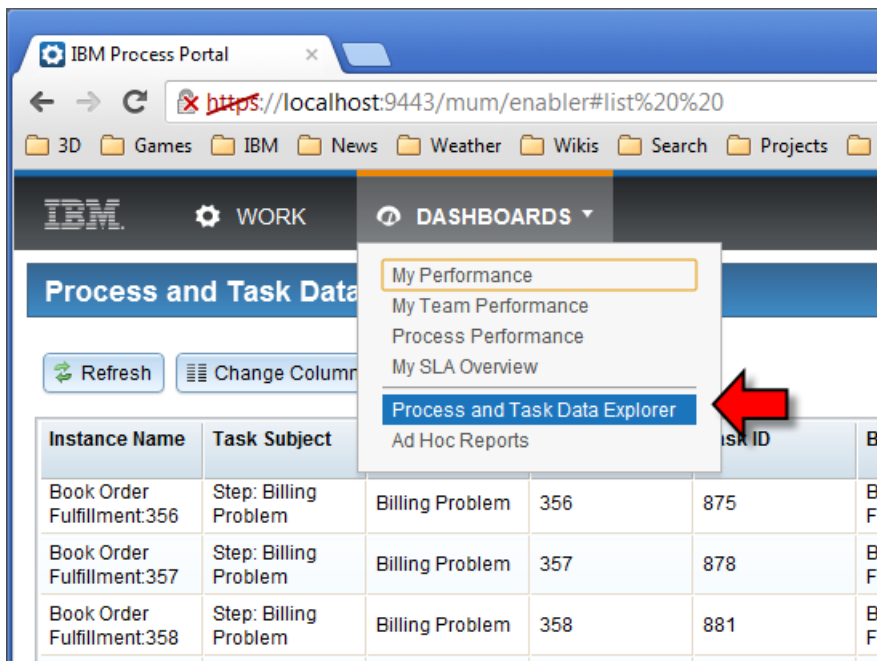 IBM Process Portal
https://localhost:9443/mum/enabler#list%20%20
3D Games IBM News Weather Wikis Search Projects
IBM. WORK DASHBOARDS
My Performance
My Team Performance
Process Performance
My SLA Overview
Process and Task Data Explorer
Ad Hoc Reports
Process and Task Data
Refresh Change Column
Instance Name Task Subject ID B
Book Order Step: Billing Billing Problem 356 875 B
Fulfillment:356 Problem F
Book Order Step: Billing Billing Problem 357 878 B
Fulfillment:357 Problem F
Book Order Step: Billing Billing Problem 358 881 B
Fulfillment:358 Problem F